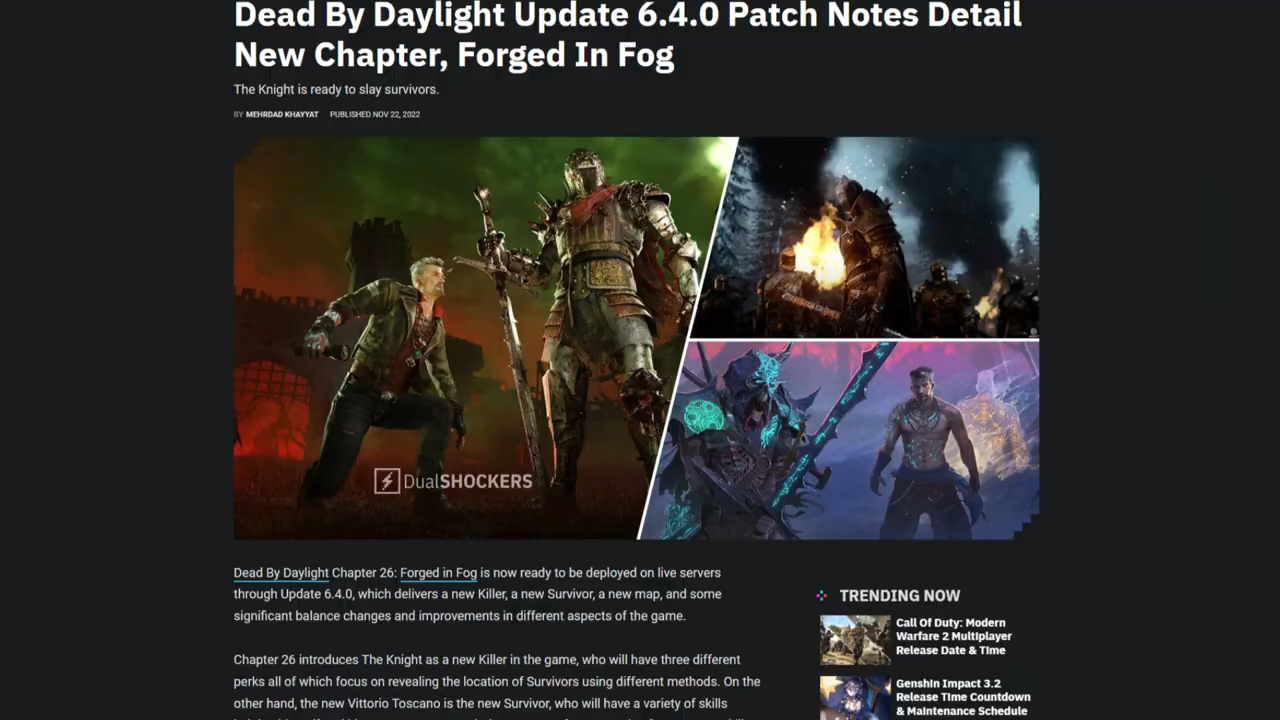 Dead By Daylight Update 6.4.0 Patch Notes Detail
New Chapter, Forged In Fog
The Knight is ready to slay survivors.
BY MEHRDAD KHAYYAT PUBLISHED NOV 22, 2022
DualSHOCKERS
Dead By Daylight Chapter 26: Forged in Fog is now ready to be deployed on live servers
through Update 6.4.0, which delivers a new Killer, a new Survivor, a new map, and some
significant balance changes and improvements in different aspects of the game.
Chapter 26 introduces The Knight as a new Killer in the game, who will have three different
perks all of which focus on revealing the location of Survivors using different methods. On the
other hand, the new Vittorio Toscano is the new Survivor, who will have a variety of skills
TRENDING NOW
Call Of Duty: Modern
Warfare 2 Multiplayer
Release Date & Time
Genshin Impact 3.2
Release Time Countdown
& Maintenance Schedule